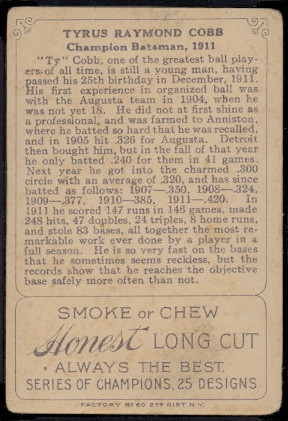 TYRUS RAYMOND COBB
Champion Batsman, 1911
"Ty" Cobb, one of the greatest ball play-
ers of all time, is still a young man, having
passed his 25th birthday in December, 1911.
His first experience in organized ball was
with the Augusta team in 1904, when he
was not yet 18. He did not at first shine as
a professional, and was farmed to Anniston,
where he batted so hard that he was recalled,
and in 1905 hit .326 for Augusta. Detroit
then bought him, but in the fall of that year
he only batted .240 for them in 41 games.
Next year he got into the charmed .300
circle with an average of .320, and has since
batted as follows: 1907—.350, 1908—.324,
1909—.377, 1910—.385, 1911—.420. In
1911 he scored 147 runs in 146 games, made
248 hits, 47 doubles, 24 triples, 8 home runs,
and stole 83 bases, all together the most re-
markable work ever done by a player in a
full season. He is so very fast on the bases
that he sometimes seems reckless, but the
records show that he reaches the objective
base safely more often than not.
SMOKE or CHEW
Honest LONG CUT
ALWAYS THE BEST.
SERIES OF CHAMPIONS, 25 DESIGNS
FACTORY No 80 2ND DIST N.Y.